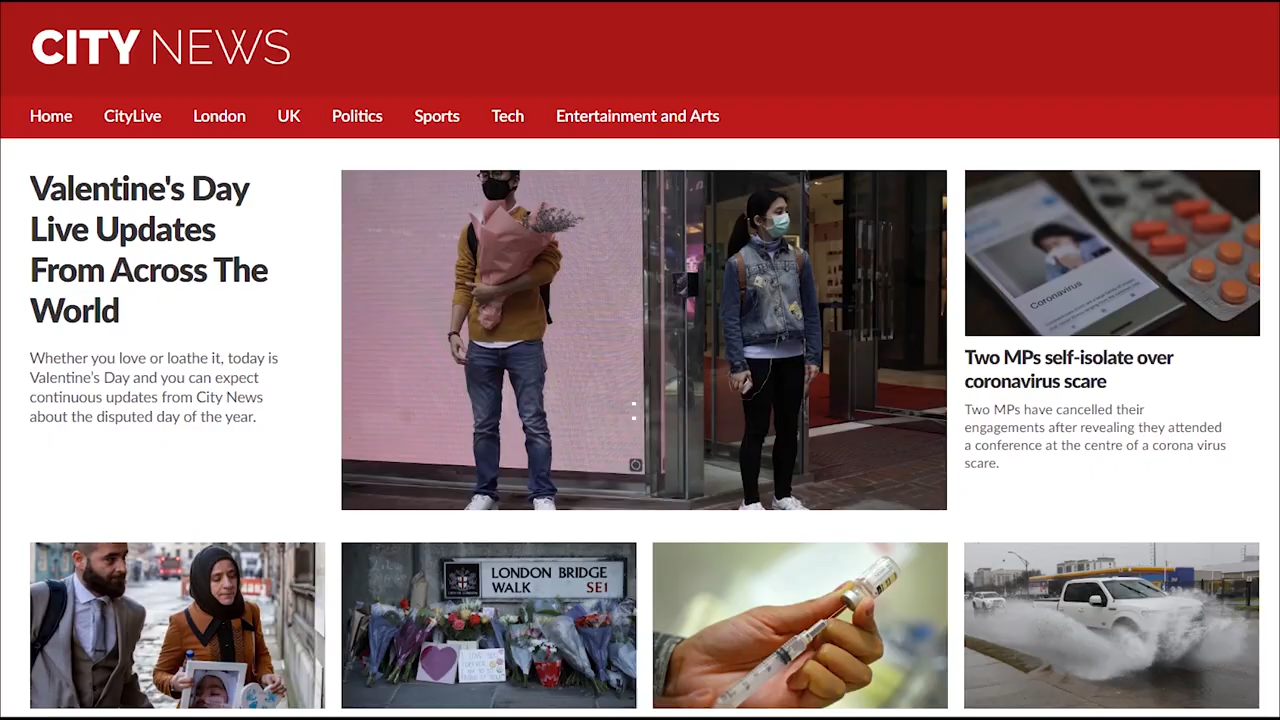 CITY NEWS
Home CityLive London UK Politics Sports Tech Entertainment and Arts
Valentine's Day
Live Updates
From Across The
World
Whether you love or loathe it, today is
Valentine's Day and you can expect
continuous updates from City News
about the disputed day of the year.
Coronavirus
Two MPs self-isolate over
coronavirus scare
Two MPs have cancelled their
engagements after revealing they attended
a conference at the centre of a corona virus
scare.
LONDON BRIDGE
WALK SE1